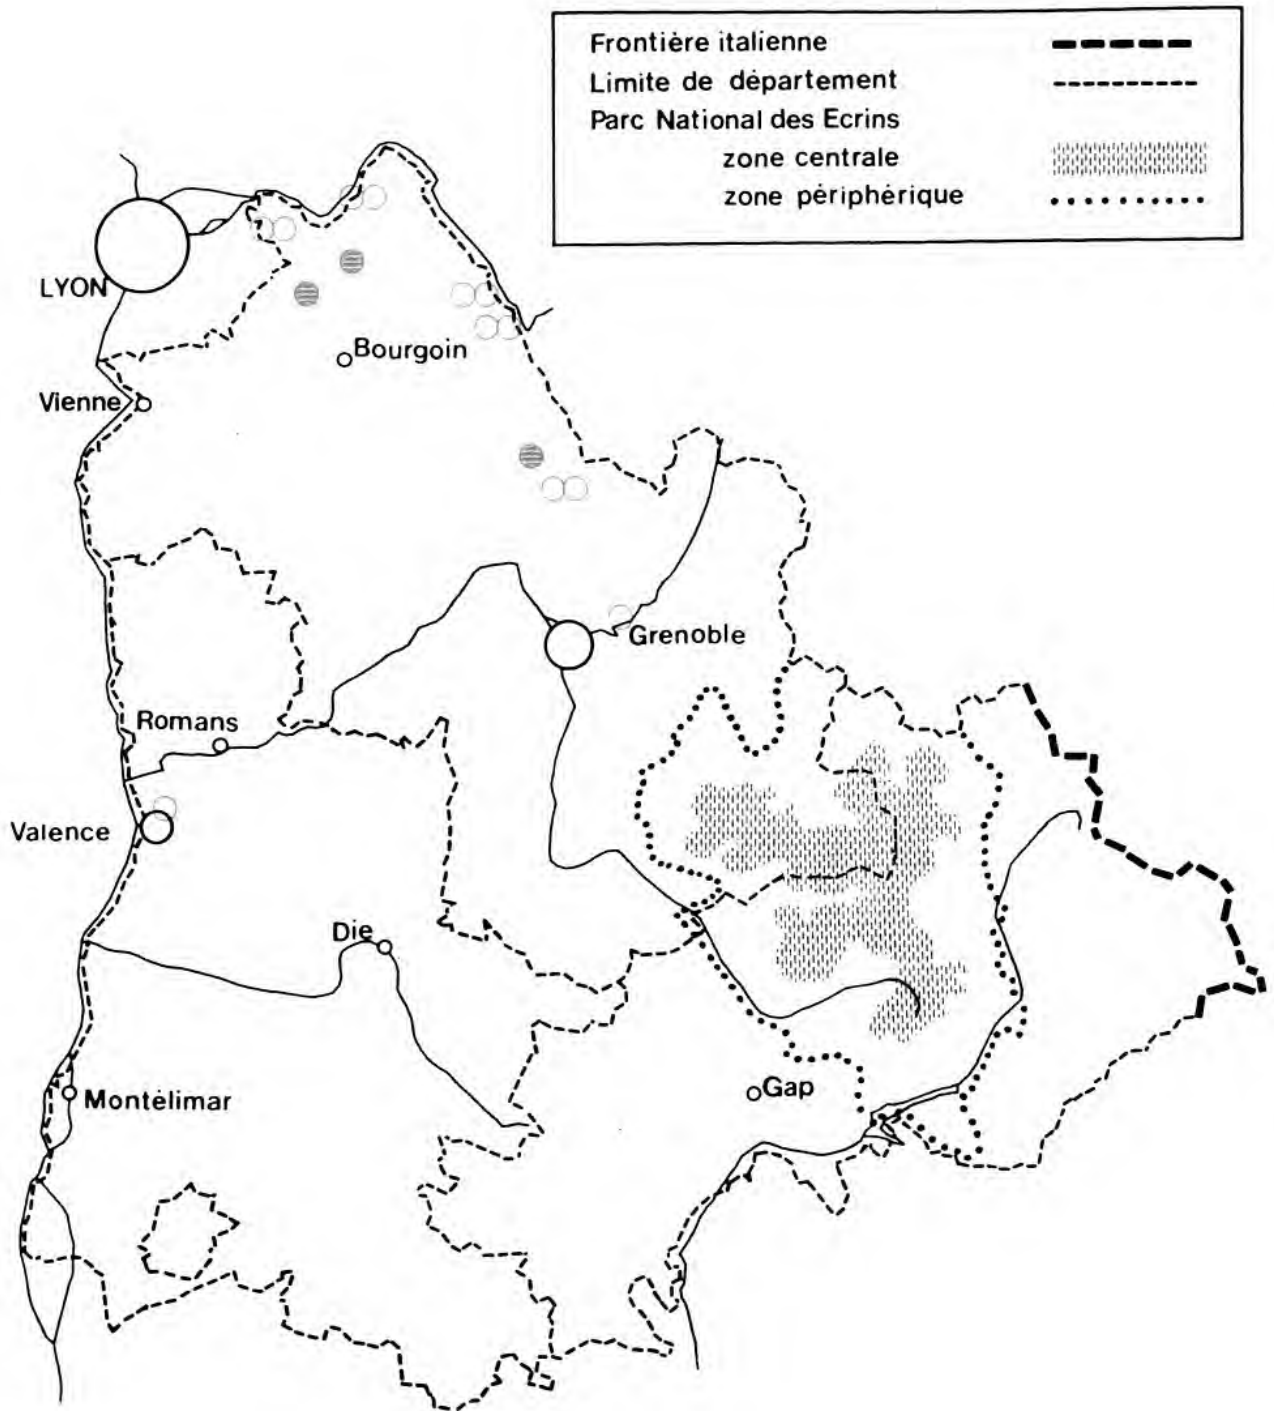 Frontière italienne
Limite de département
Parc National des Ecrins
zone centrale
zone périphérique
LYON
Bourgoin
Vienne
Grenoble
Romans
Valence
Die
Montélimar
Gap